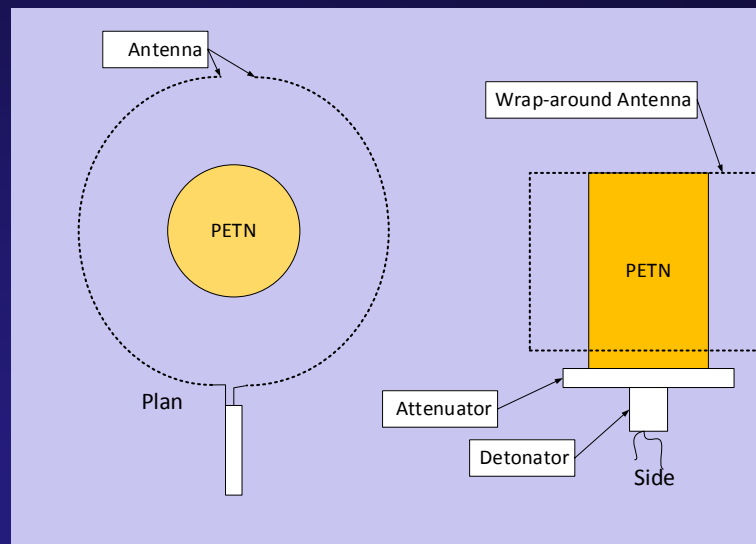 Antenna
Wrap-around Antenna
PETN
PETN
Plan
Attenuator
Detonator
Side